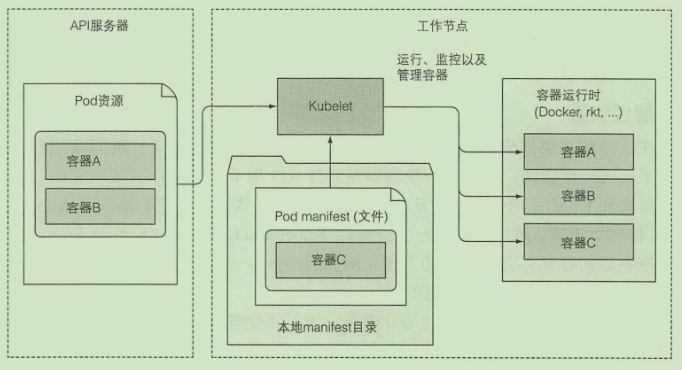 API服务器
工作节点
Pod资源
容器A
容器B
Kubelet
运行、监控以及
管理容器
Pod manifest (文件)
容器C
本地manifest目录
容器运行时
(Docker, rkt, ...)
容器A
容器B
容器C